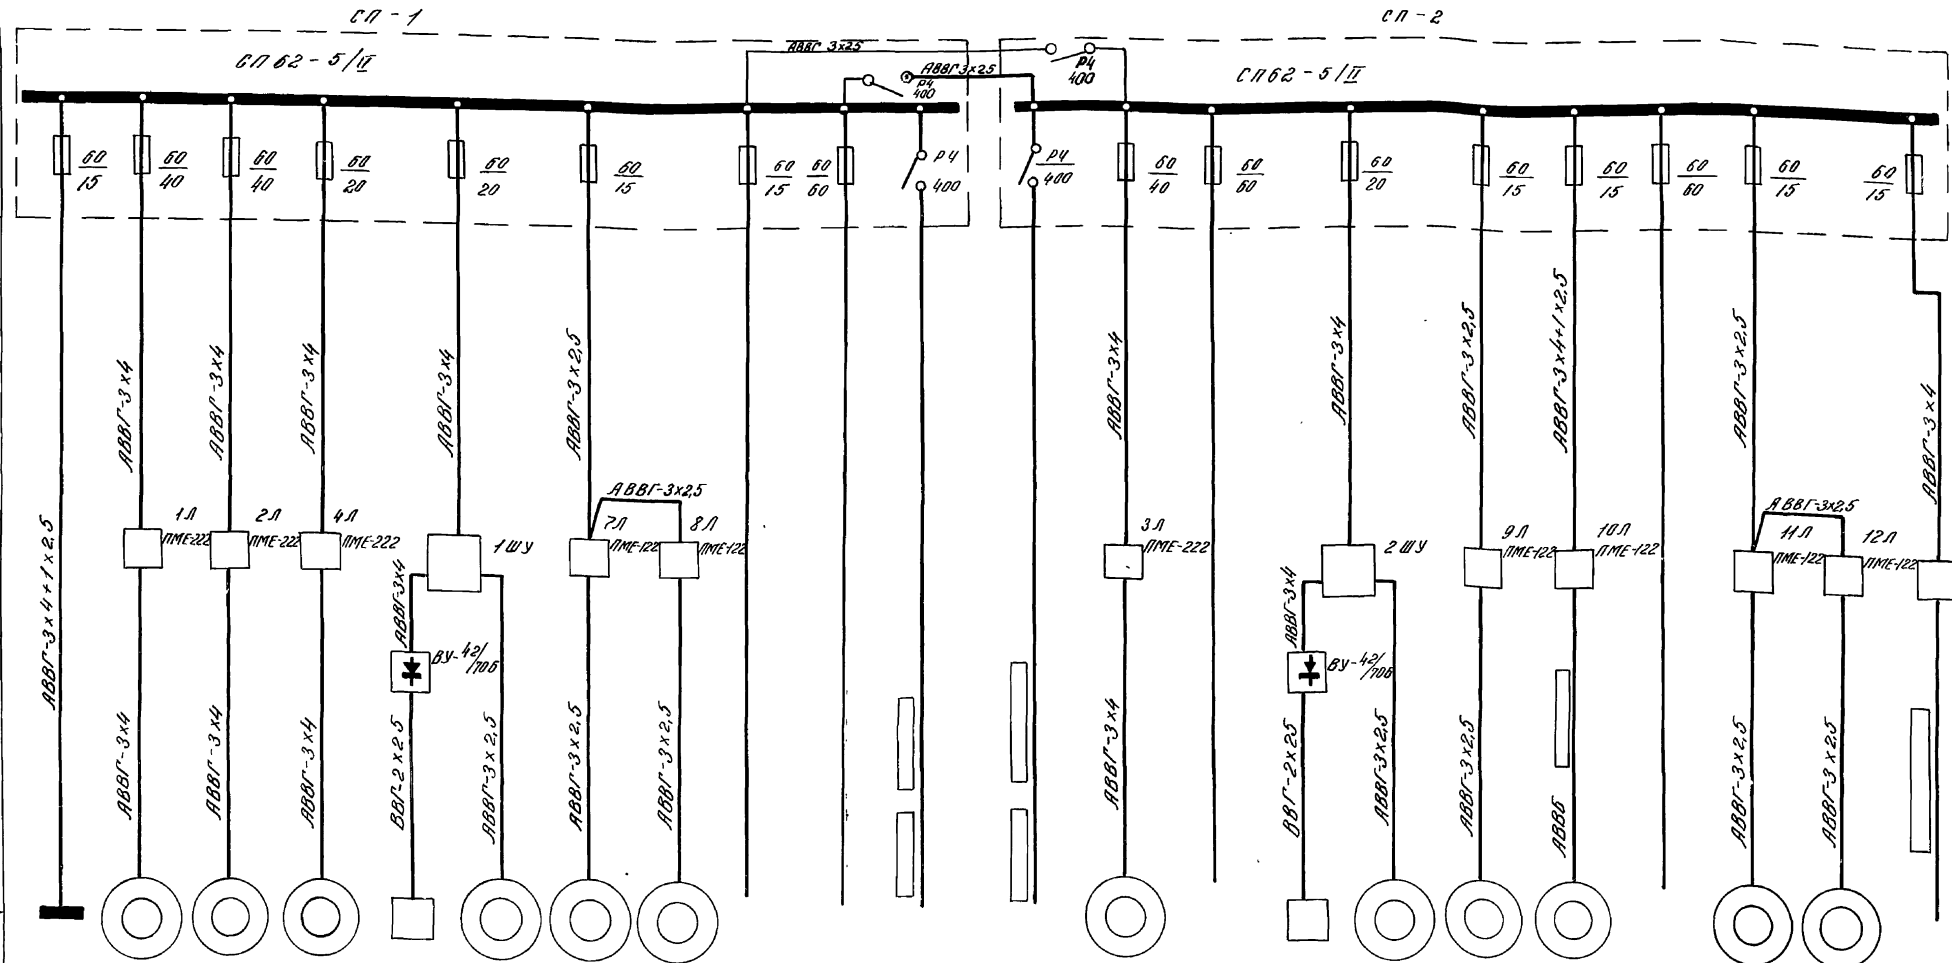 СП - 1
СП - 2
СП 62 - 5/II
АВВГ 3х25
АВВГ 3х25
Р4
400
Р4
400
СП 62 - 5/II
60
15
60
40
60
40
60
20
60
20
60
15
60
15
60
60
Р4
400
Р4
400
60
40
60
60
60
20
60
15
60
15
60
60
60
15
60
15
АВВГ-3х4+1х2,5
АВВГ-3х4
АВВГ-3х4
АВВГ-3х4
АВВГ-3х4
АВВГ-3х2,5
АВВГ-3х2,5
АВВГ-3х4
АВВГ-3х4
АВВГ-3х2,5
АВВГ-3х4+1х2,5
АВВГ-3х2,5
АВВГ-3х2,5
АВВГ-3х4
1Л
ПМЕ-222
2Л
ПМЕ-222
4Л
ПМЕ-222
1ШУ
7Л
ПМЕ-122
8Л
ПМЕ-122
3Л
ПМЕ-222
2ШУ
9Л
ПМЕ-122
10Л
ПМЕ-122
11Л
ПМЕ-122
12Л
ПМЕ-122
АВВГ-3х4
ВУ-42/70б
АВВГ-3х4
ВУ-42/70б
АВВГ-3х4
АВВГ-3х4
АВВГ-3х4
ВВГ-2х2,5
АВВГ-3х2,5
АВВГ-3х2,5
АВВГ-3х2,5
АВВГ-3х4
ВВГ-2х25
АВВГ-3х2,5
АВВГ-3х2,5
АВВБ
АВВГ-3х2,5
АВВГ-3х2,5